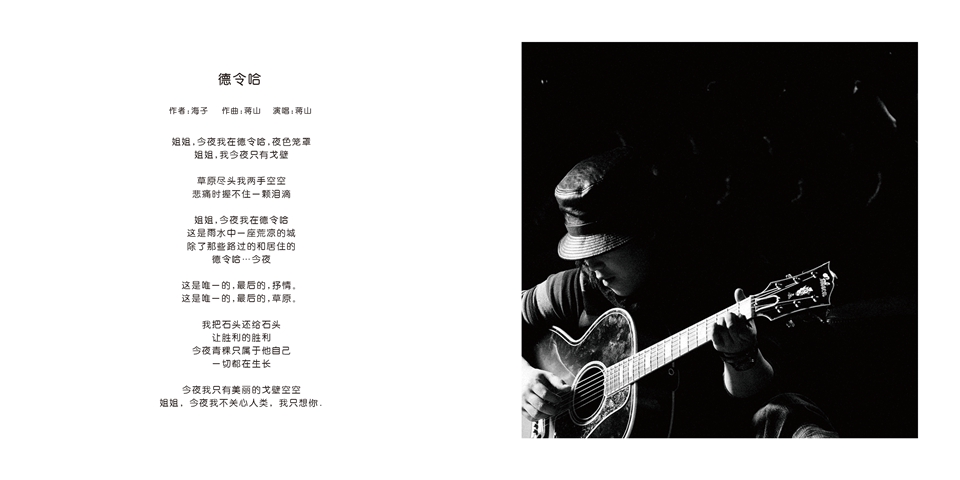 德令哈
作者:海子 作曲:蒋山 演唱:蒋山
姐姐,今夜我在德令哈,夜色笼罩
姐姐,我今夜只有戈壁
草原尽头我两手空空
悲痛时握不住一颗泪滴
姐姐,今夜我在德令哈
这是雨水中一座荒凉的城
除了那些路过的和居住的
德令哈…今夜
这是唯一的,最后的,抒情。
这是唯一的,最后的,草原。
我把石头还给石头
让胜利的胜利
今夜青稞只属于他自己
一切都在生长
今夜我只有美丽的戈壁空空
姐姐, 今夜我不关心人类, 我只想你.
Gibson